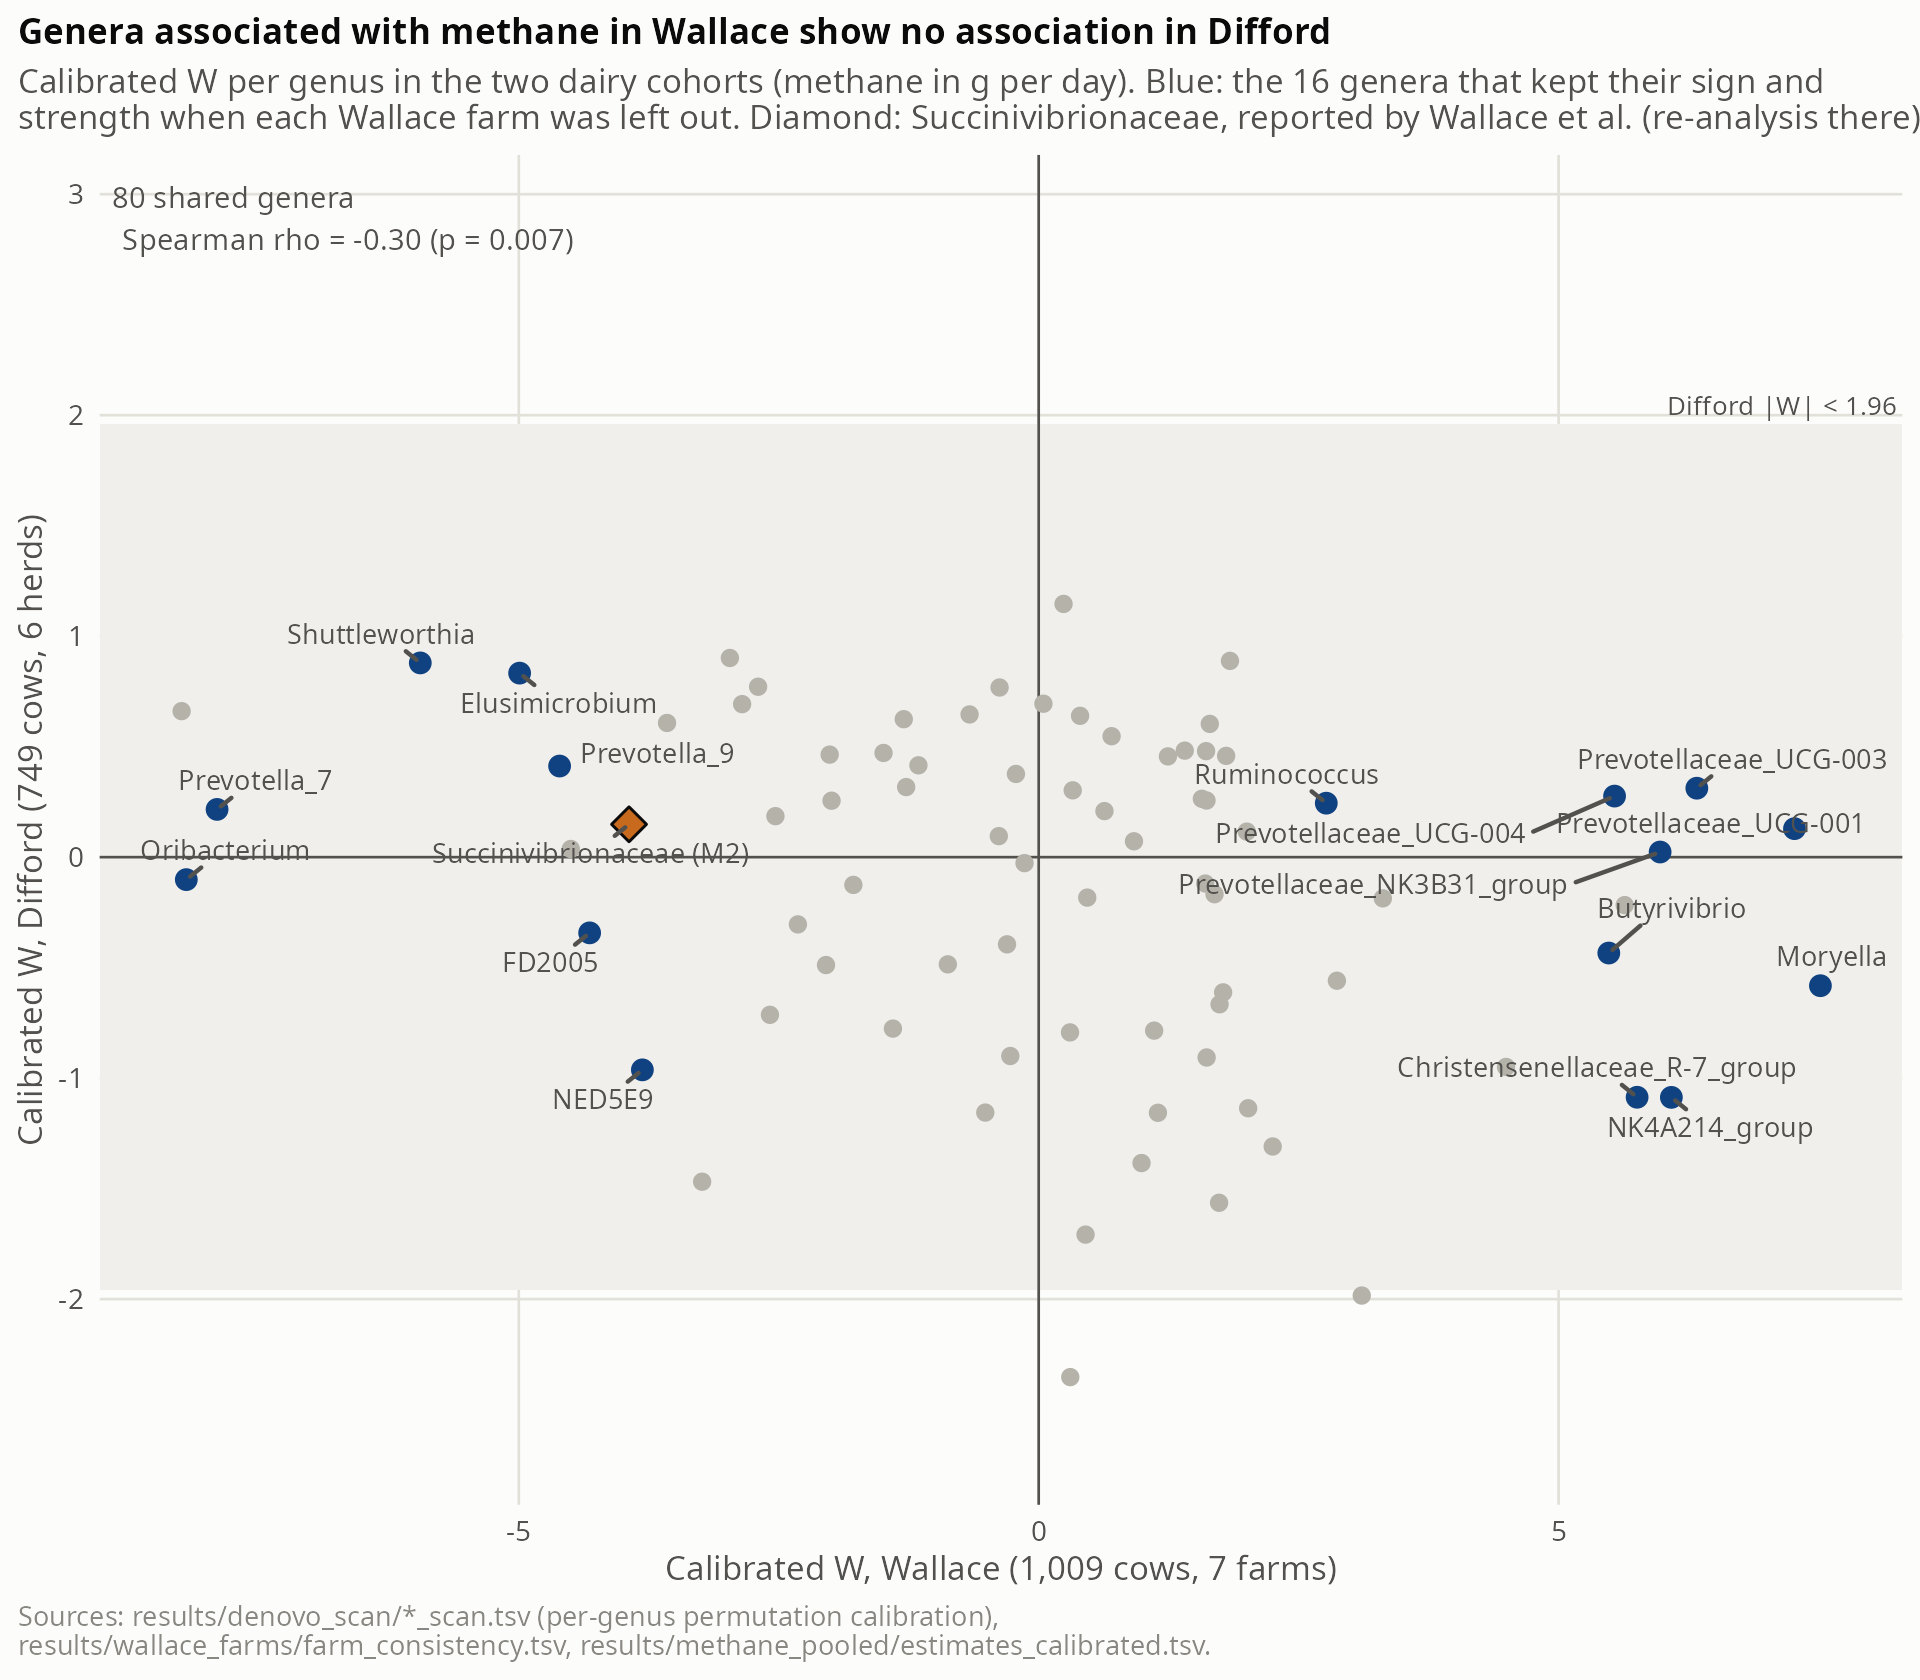 Genera associated with methane in Wallace show no association in Difford
Calibrated W per genus in the two dairy cohorts (methane in g per day). Blue: the 16 genera that kept their sign and
strength when each Wallace farm was left out. Diamond: Succinivibrionaceae, reported by Wallace et al. (re-analysis there)
3
80 shared genera
Spearman rho = -0.30 (p = 0.007)
Difford |W| < 1.96
2
Calibrated W, Difford (749 cows, 6 herds)
Shuttleworthia
1
Elusimicrobium
Prevotella_9
Prevotellaceae_UCG-003
Ruminococcus
Prevotella_7
Prevotellaceae_UCG-001
Prevotellaceae_UCG-004
Oribacterium
Succinivibrionaceae (M2)
0
Prevotellaceae_NK3B31_group
Butyrivibrio
Moryella
FD2005
Christensenellaceae_R-7_group
-1
NED5E9
NK4A214_group
-2
-5
0
5
Calibrated W, Wallace (1,009 cows, 7 farms)
Sources: results/denovo_scan/*_scan.tsv (per-genus permutation calibration),
results/wallace_farms/farm_consistency.tsv, results/methane_pooled/estimates_calibrated.tsv.